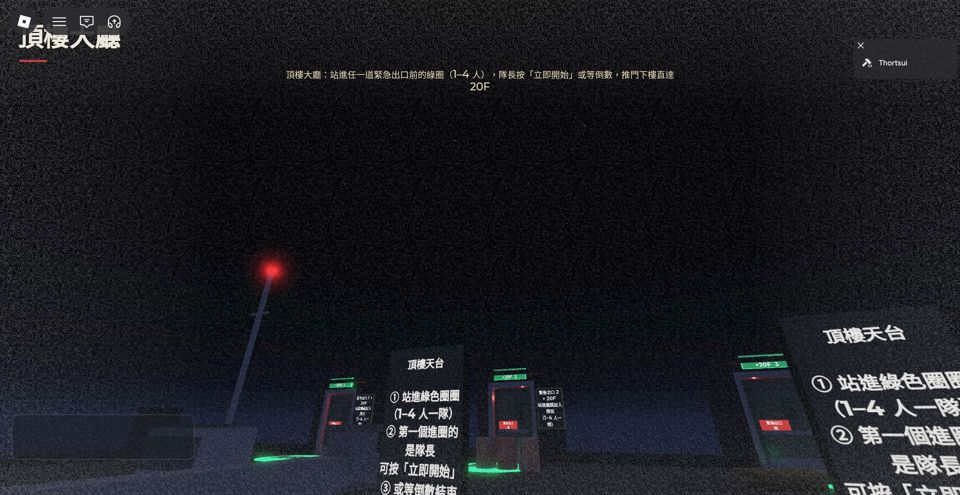 頂樓大廳
頂樓大廳：站進任一道緊急出口前的綠圈（1–4 人），隊長按「立即開始」或等倒數，推門下樓直達
20F
Thortsui
頂樓天台
① 站進綠色圈圈
（1–4 人一隊）
② 第一個進圈的
是隊長
可按「立即開始」
③ 或等倒數結束
緊急出口 2
頂樓天台
① 站進綠色圈圈
（1–4 人一隊
② 第一個進圈
是隊長
可按「立即